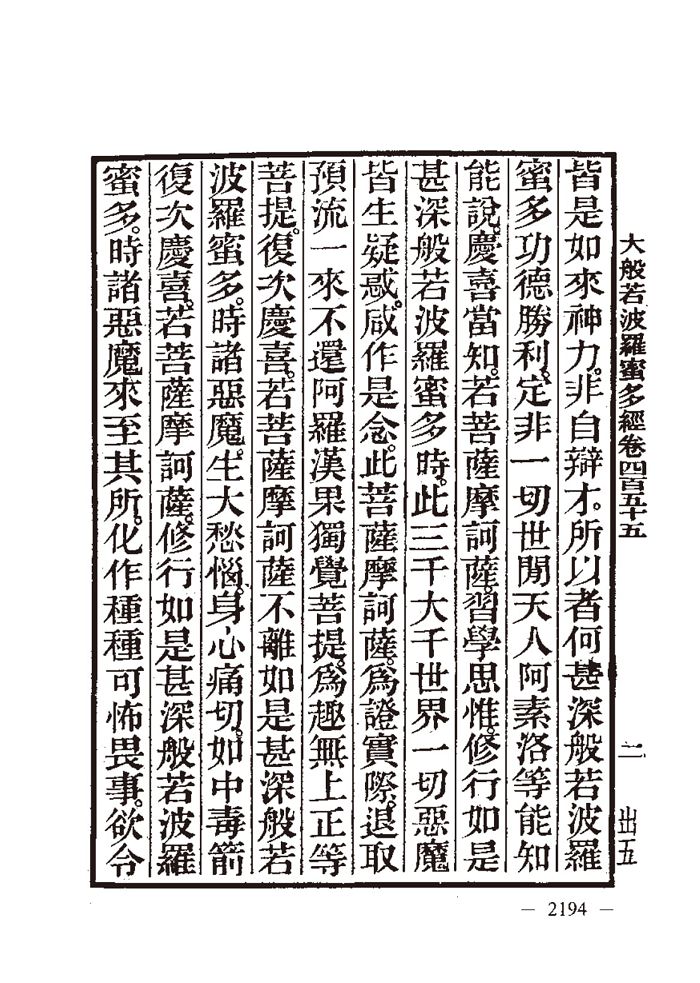 大般若波羅蜜多經卷四百五十五　二　出五
皆是如來神力。非自辯才。所以者何甚深般若波羅
蜜多功德勝利。定非一切世閒天人阿素洛等能知
能說。慶喜當知。若菩薩摩訶薩。習學思惟。修行如是
甚深般若波羅蜜多時。此三千大千世界一切惡魔
皆生疑惑。咸作是念。此菩薩摩訶薩。爲證實際。退取
預流一來不還阿羅漢果獨覺菩提。爲趣無上正等
菩提。復次慶喜。若菩薩摩訶薩不離如是甚深般若
波羅蜜多。時諸惡魔。生大愁惱。身心痛切。如中毒箭
復次慶喜。若菩薩摩訶薩。修行如是甚深般若波羅
蜜多。時諸惡魔來至其所。化作種種可怖畏事。欲令
— 2194 —